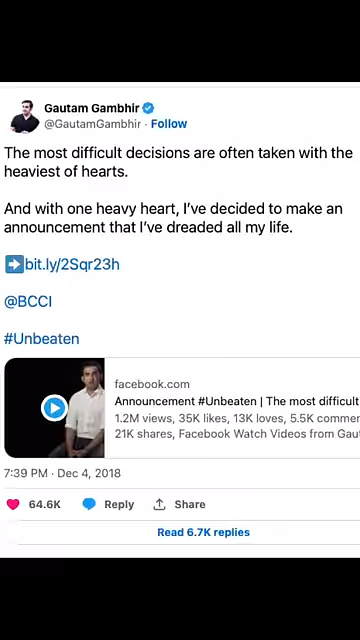 Gautam Gambhir
@GautamGambhir · Follow
The most difficult decisions are often taken with the
heaviest of hearts.
And with one heavy heart, I’ve decided to make an
announcement that I’ve dreaded all my life.
➡️bit.ly/2Sqr23h
@BCCI
#Unbeaten
facebook.com
Announcement #Unbeaten | The most difficult
1.2M views, 35K likes, 13K loves, 5.5K commen
21K shares, Facebook Watch Videos from Gau
7:39 PM · Dec 4, 2018
64.6K Reply Share
Read 6.7K replies